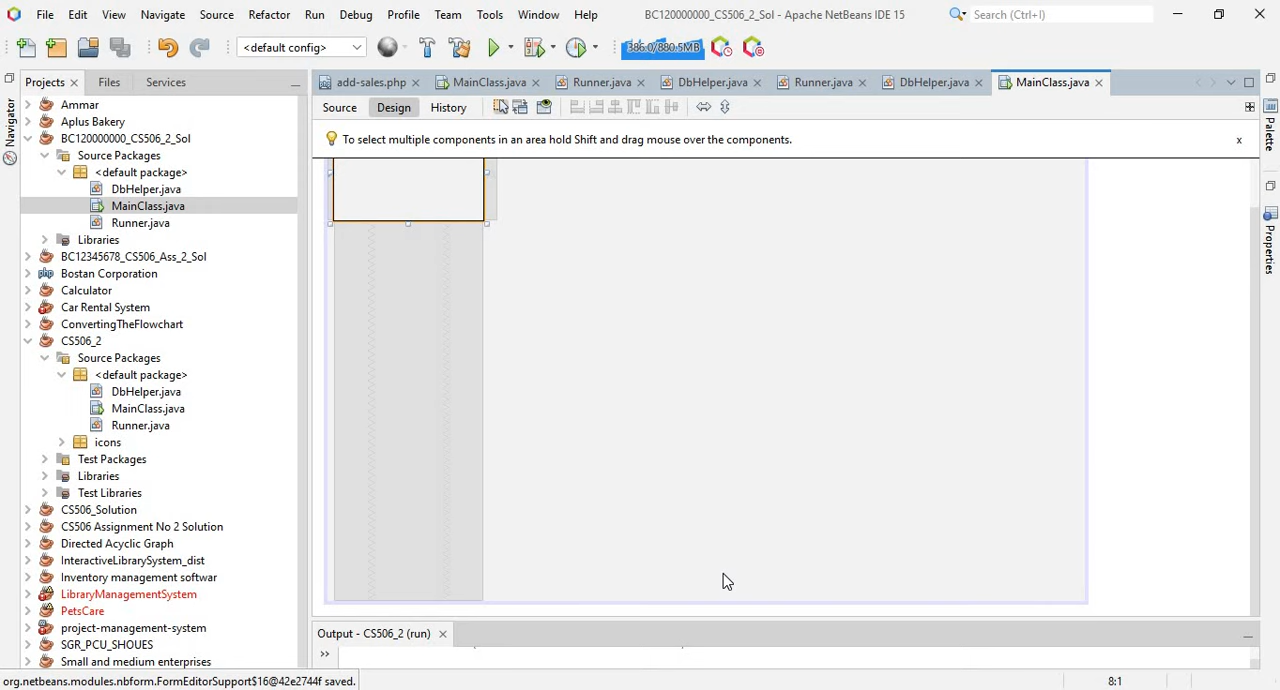 File Edit View Navigate Source Refactor Run Debug Profile Team Tools Window Help BC120000000_CS506_2_Sol - Apache NetBeans IDE 15 Search (Ctrl+I)
<default config> 386.0/880.5MB
Projects Files Services add-sales.php MainClass.java Runner.java DbHelper.java Runner.java DbHelper.java MainClass.java
Navigator
Palette
Properties
Source Design History
To select multiple components in an area hold Shift and drag mouse over the components. x
Ammar
Aplus Bakery
BC120000000_CS506_2_Sol
Source Packages
<default package>
DbHelper.java
MainClass.java
Runner.java
Libraries
BC12345678_CS506_Ass_2_Sol
Bostan Corporation
Calculator
Car Rental System
ConvertingTheFlowchart
CS506_2
Source Packages
<default package>
DbHelper.java
MainClass.java
Runner.java
icons
Test Packages
Libraries
Test Libraries
CS506_Solution
CS506 Assignment No 2 Solution
Directed Acyclic Graph
InteractiveLibrarySystem_dist
Inventory management softwar
LibraryManagementSystem
PetsCare
project-management-system
SGR_PCU_SHOUES
Small and medium enterprises
Output - CS506_2 (run)
org.netbeans.modules.nbform.FormEditorSupport$16@42e2744f saved. 8:1